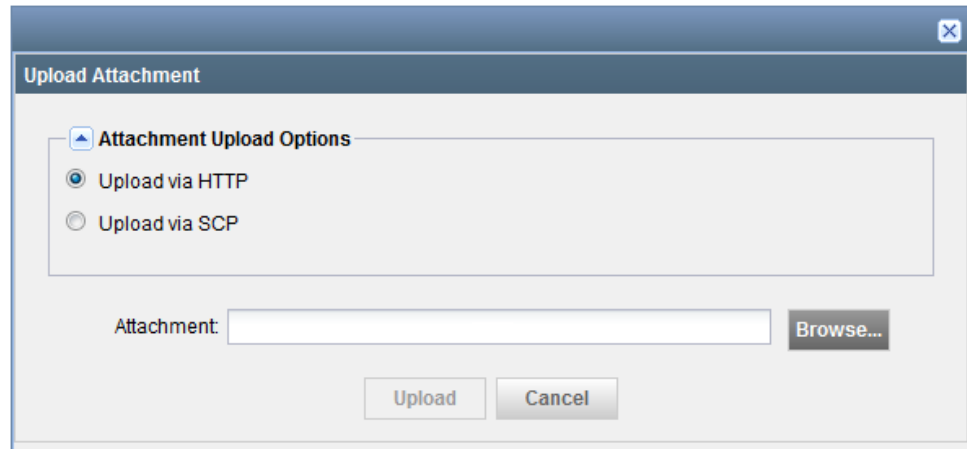 Upload Attachment
Attachment Upload Options
Upload via HTTP
Upload via SCP
Attachment:
Browse...
Upload
Cancel